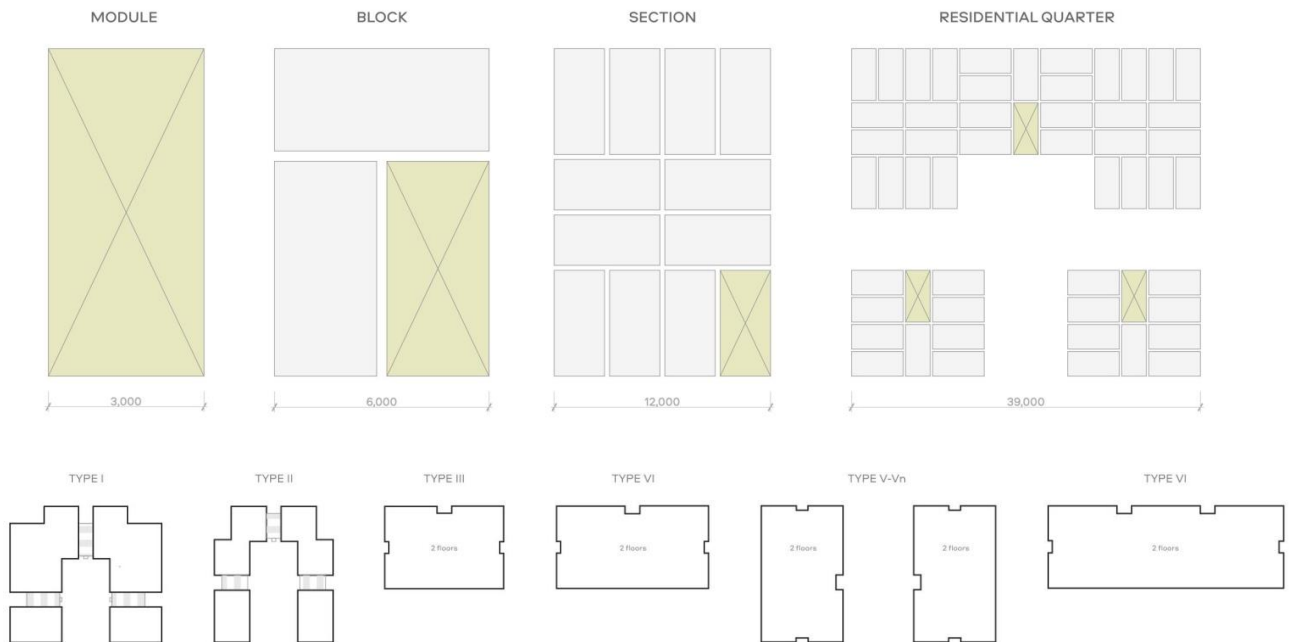 MODULE
BLOCK
SECTION
RESIDENTIAL QUARTER
3,000
6,000
12,000
39,000
TYPE I
TYPE II
TYPE III
TYPE VI
TYPE V-Vn
TYPE VI
2 floors
2 floors
2 floors
2 floors
2 floors